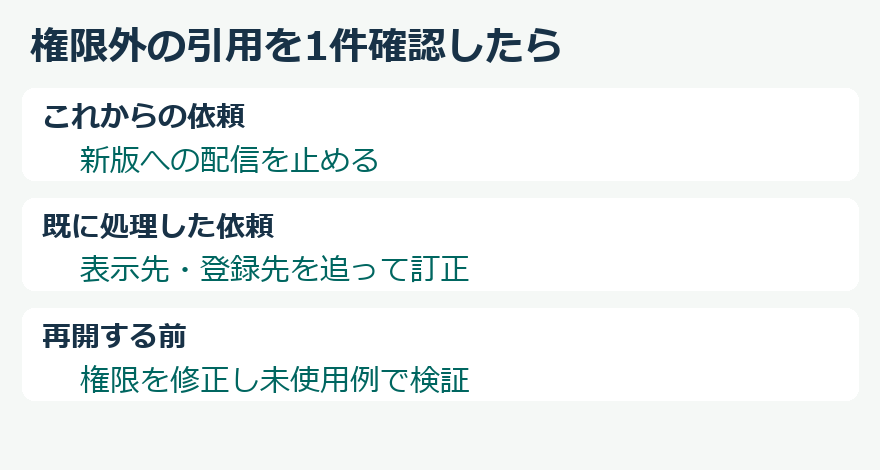 権限外の引用を1件確認したら
これからの依頼
新版への配信を止める
既に処理した依頼
表示先・登録先を追って訂正
再開する前
権限を修正し未使用例で検証